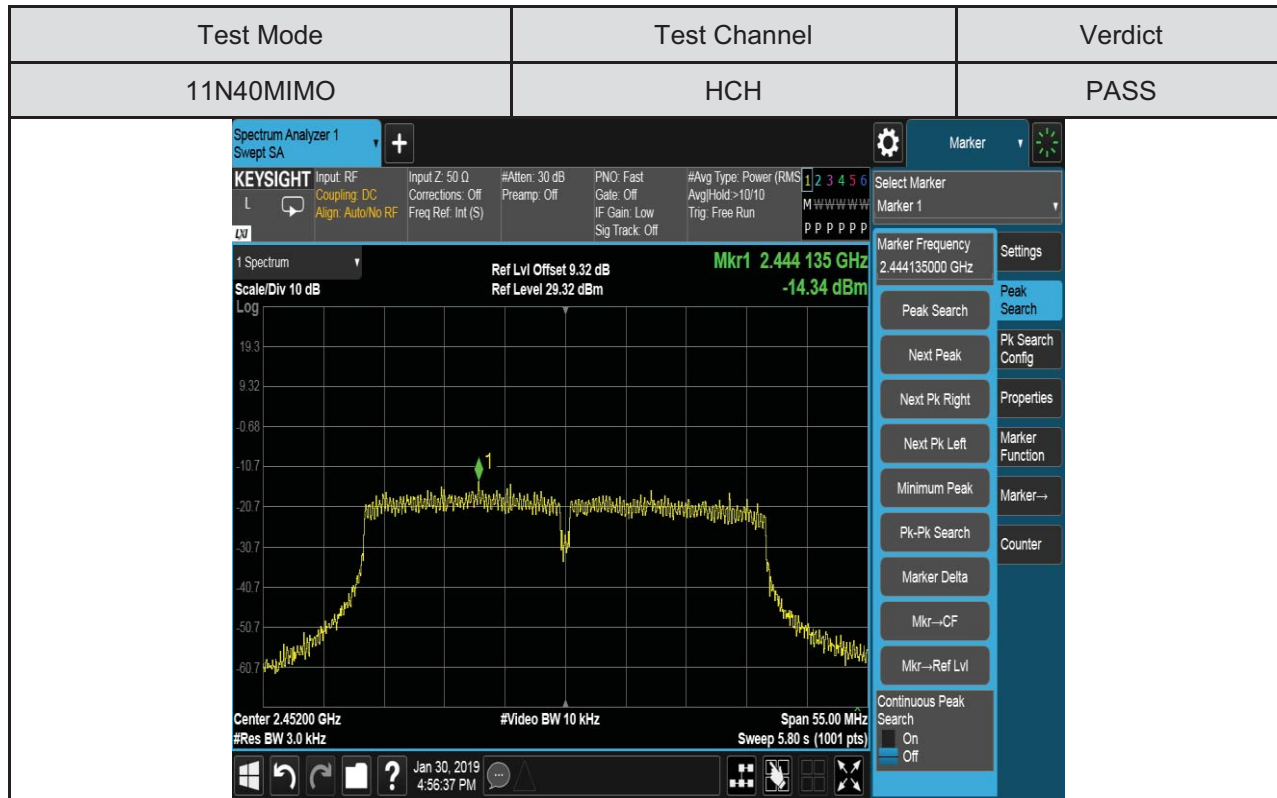 Test Mode
Test Channel
Verdict
11N40MIMO
HCH
PASS
Spectrum Analyzer 1
Swept SA
+
Marker
KEYSIGHT
L
LXI
Input: RF
Coupling: DC
Align: Auto/No RF
Input Z: 50 Ω
Corrections: Off
Freq Ref: Int (S)
#Atten: 30 dB
Preamp: Off
PNO: Fast
Gate: Off
IF Gain: Low
Sig Track: Off
#Avg Type: Power (RMS
Avg|Hold:>10/10
Trig: Free Run
1 2 3 4 5 6
M W W W W W
P P P P P P
Select Marker
Marker 1
1 Spectrum
Scale/Div 10 dB
Log
Ref Lvl Offset 9.32 dB
Ref Level 29.32 dBm
Mkr1 2.444 135 GHz
-14.34 dBm
19.3
9.32
-0.68
-10.7
-20.7
-30.7
-40.7
-50.7
-60.7
1
Center 2.45200 GHz
#Res BW 3.0 kHz
#Video BW 10 kHz
Span 55.00 MHz
Sweep 5.80 s (1001 pts)
Marker Frequency
2.444135000 GHz
Peak Search
Next Peak
Next Pk Right
Next Pk Left
Minimum Peak
Pk-Pk Search
Marker Delta
Mkr→CF
Mkr→Ref Lvl
Continuous Peak
Search
On
Off
Settings
Peak
Search
Pk Search
Config
Properties
Marker
Function
Marker→
Counter
?
Jan 30, 2019
4:56:37 PM